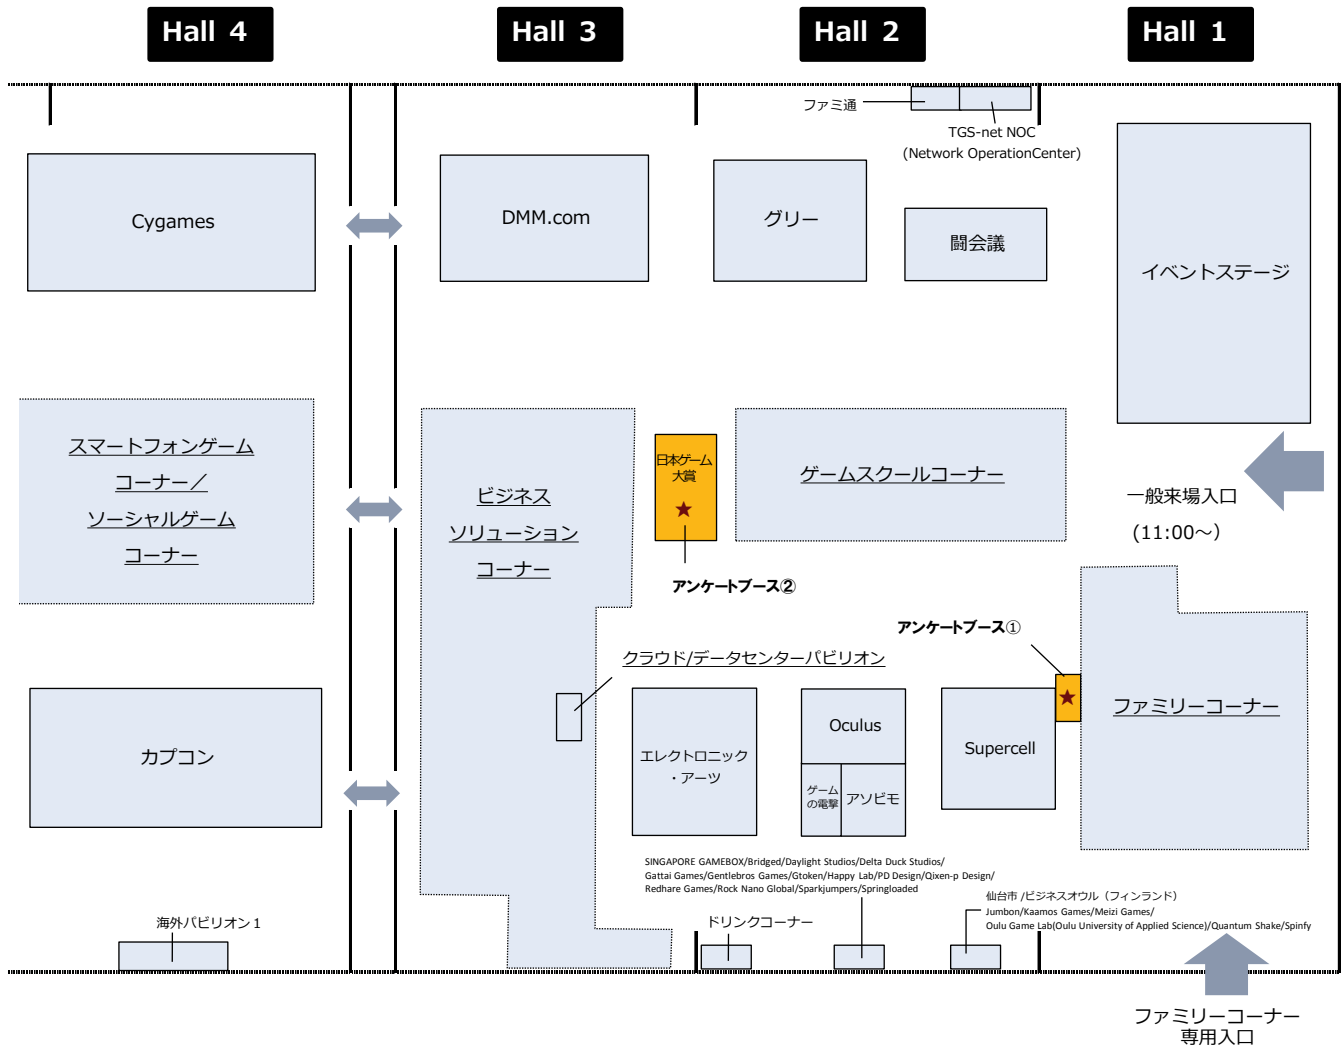 Hall 4
Hall 3
Hall 2
Hall 1
ファミ通
TGS-net NOC
(Network OperationCenter)
Cygames
DMM.com
グリー
闘会議
イベントステージ
スマートフォンゲーム
コーナー／
ソーシャルゲーム
コーナー
ビジネス
ソリューション
コーナー
日本ゲーム
大賞
ゲームスクールコーナー
一般来場入口
(11:00～)
アンケートブース②
アンケートブース①
クラウド/データセンターパビリオン
カプコン
エレクトロニック
・アーツ
Oculus
ゲーム
の電撃
アソビモ
Supercell
ファミリーコーナー
SINGAPORE GAMEBOX/Bridged/Daylight Studios/Delta Duck Studios/
Gattai Games/Gentlebros Games/Gtoken/Happy Lab/PD Design/Qixen-p Design/
Redhare Games/Rock Nano Global/Sparkjumpers/Springloaded
仙台市 /ビジネスオウル（フィンランド）
Jumbon/Kaamos Games/Meizi Games/
Oulu Game Lab(Oulu University of Applied Science)/Quantum Shake/Spinfy
海外パビリオン１
ドリンクコーナー
ファミリーコーナー
専用入口